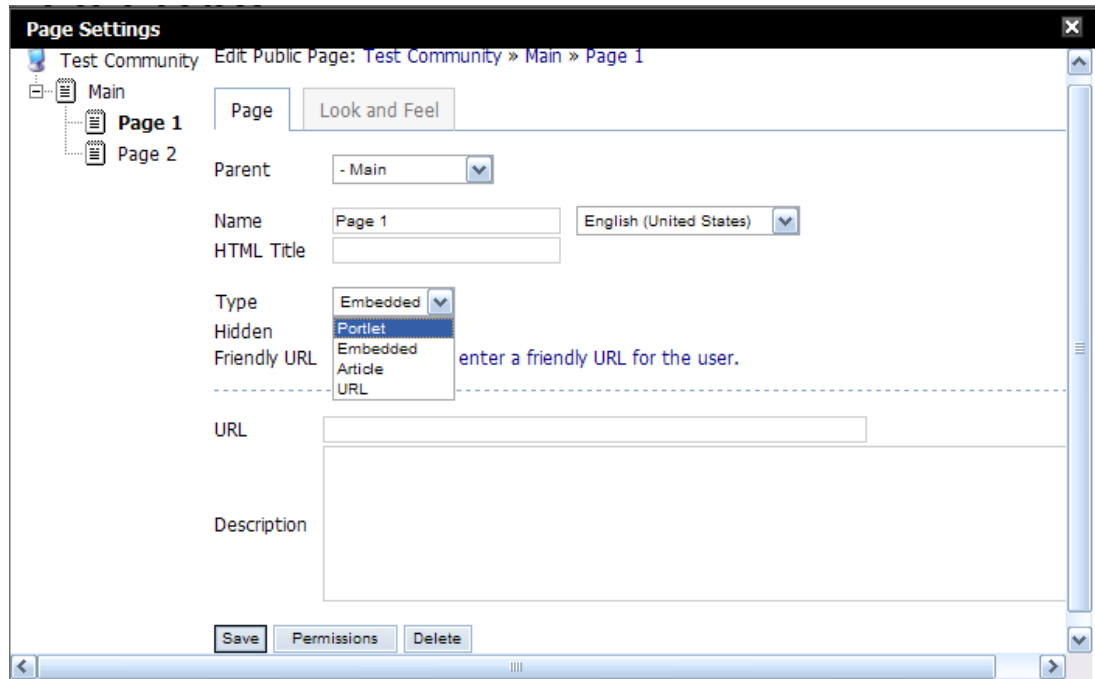 Page Settings
Test Community
Edit Public Page: Test Community » Main » Page 1
Main
Page 1
Page 2
Page
Look and Feel
Parent
- Main
Name
Page 1
English (United States)
HTML Title
Type
Embedded
Hidden
Portlet
Embedded
Friendly URL
enter a friendly URL for the user.
Article
URL
URL
Description
Save
Permissions
Delete